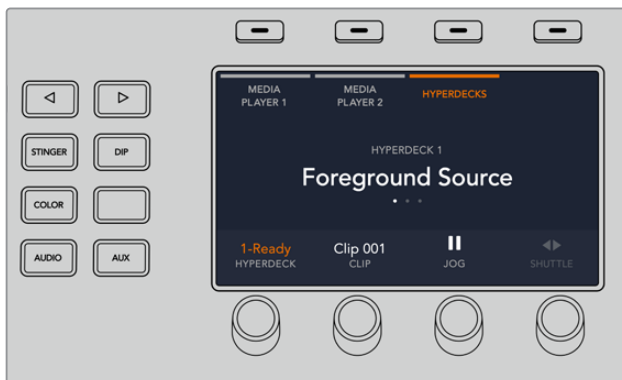 MEDIA
PLAYER 1
MEDIA
PLAYER 2
HYPERDECKS
HYPERDECK 1
Foreground Source
1-Ready
HYPERDECK
Clip 001
CLIP
JOG
SHUTTLE
STINGER
DIP
COLOR
AUDIO
AUX